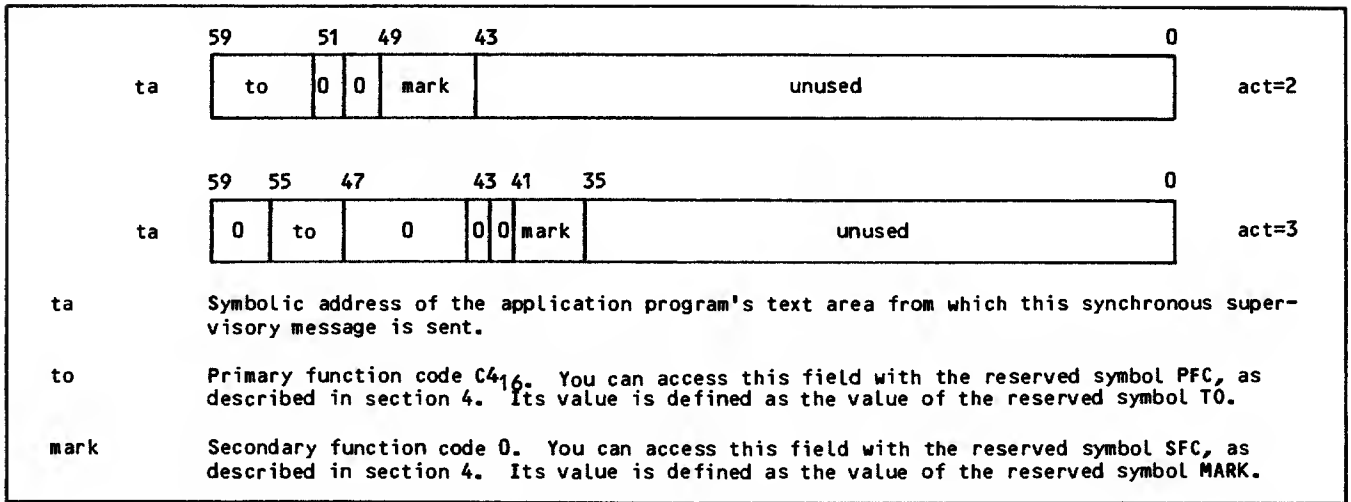 59 51 49 43 0
ta to 0 0 mark unused act=2
59 55 47 43 41 35 0
ta 0 to 0 0 0 mark unused act=3
ta Symbolic address of the application program's text area from which this synchronous super-
visory message is sent.
to Primary function code C4₁₆. You can access this field with the reserved symbol PFC, as
described in section 4. Its value is defined as the value of the reserved symbol TO.
mark Secondary function code 0. You can access this field with the reserved symbol SFC, as
described in section 4. Its value is defined as the value of the reserved symbol MARK.